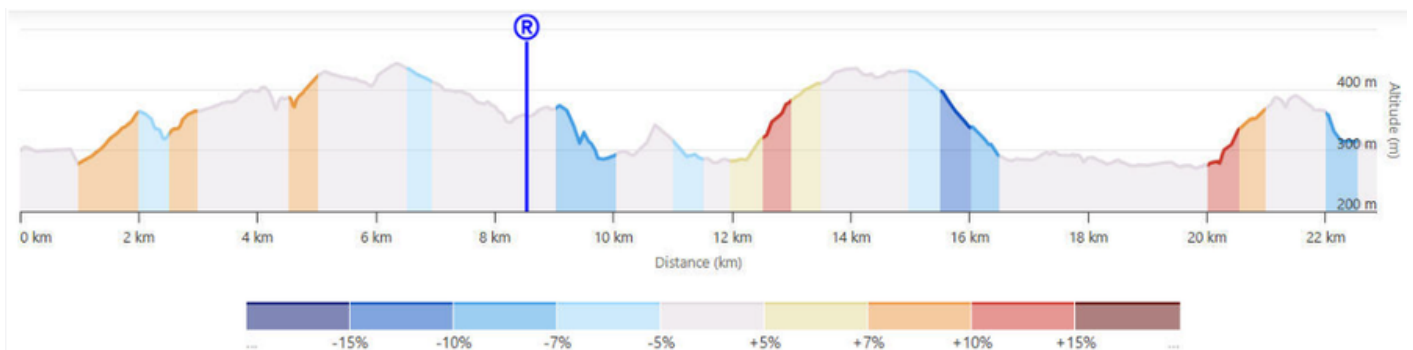 R
400 m
300 m
200 m
Altitude (m)
0 km 2 km 4 km 6 km 8 km 10 km 12 km 14 km 16 km 18 km 20 km 22 km
Distance (km)
... -15% -10% -7% -5% +5% +7% +10% +15% ...